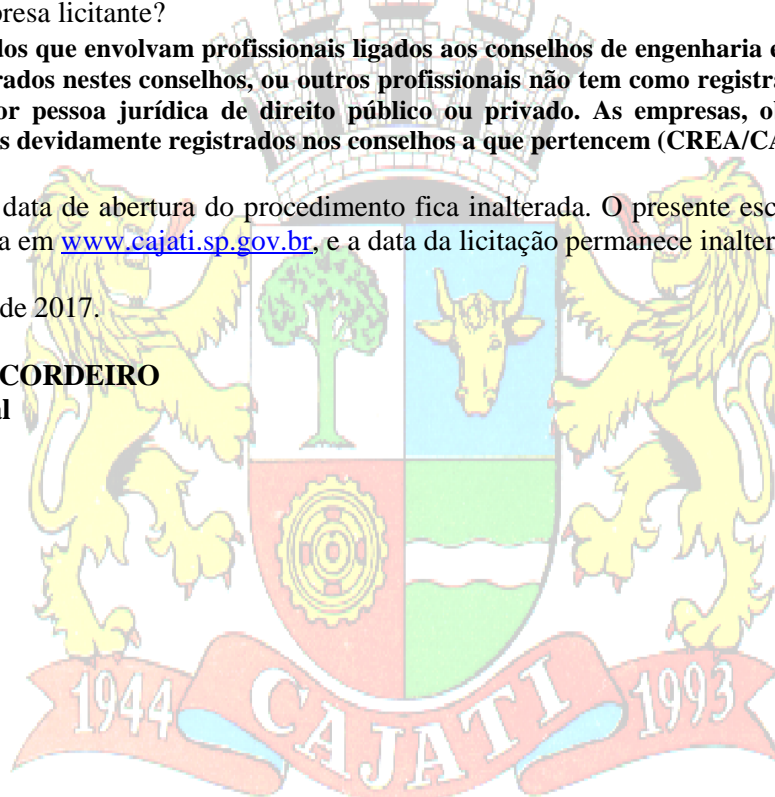 presa licitante?
dos que envolvam profissionais ligados aos conselhos de engenharia e
rados nestes conselhos, ou outros profissionais não tem como registra
or pessoa jurídica de direito público ou privado. As empresas, o
s devidamente registrados nos conselhos a que pertencem (CREA/CA
data de abertura do procedimento fica inalterada. O presente esc
a em www.cajati.sp.gov.br, e a data da licitação permanece inalter
de 2017.
CORDEIRO
al
1944 CAJATI 1993